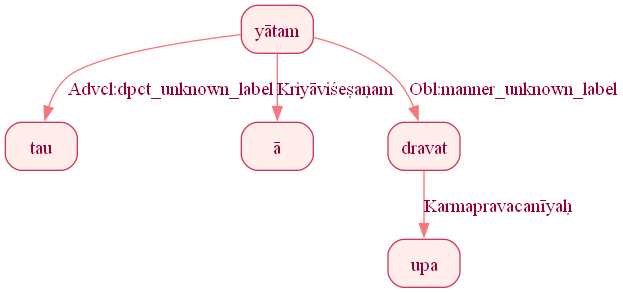 yātam
Advcl:dpct_unknown_label Kriyāviśeṣaṇam Obl:manner_unknown_label
tau ā dravat
Karmapravacanīyaḥ
upa